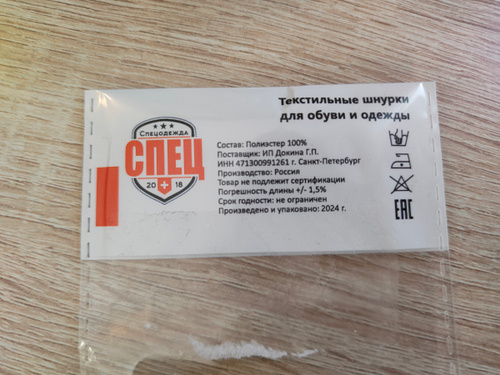 Текстильные шнурки
для обуви и одежды
Спецодежда
СПЕЦ
20 18
Состав: Полиэстер 100%
Поставщик: ИП Докина Г.П.
ИНН 471300991261 г. Санкт-Петербург
Производство: Россия
Товар не подлежит сертификации
Погрешность длины +/- 1,5%
Срок годности: не ограничен
Произведено и упаковано: 2024 г.
EAC